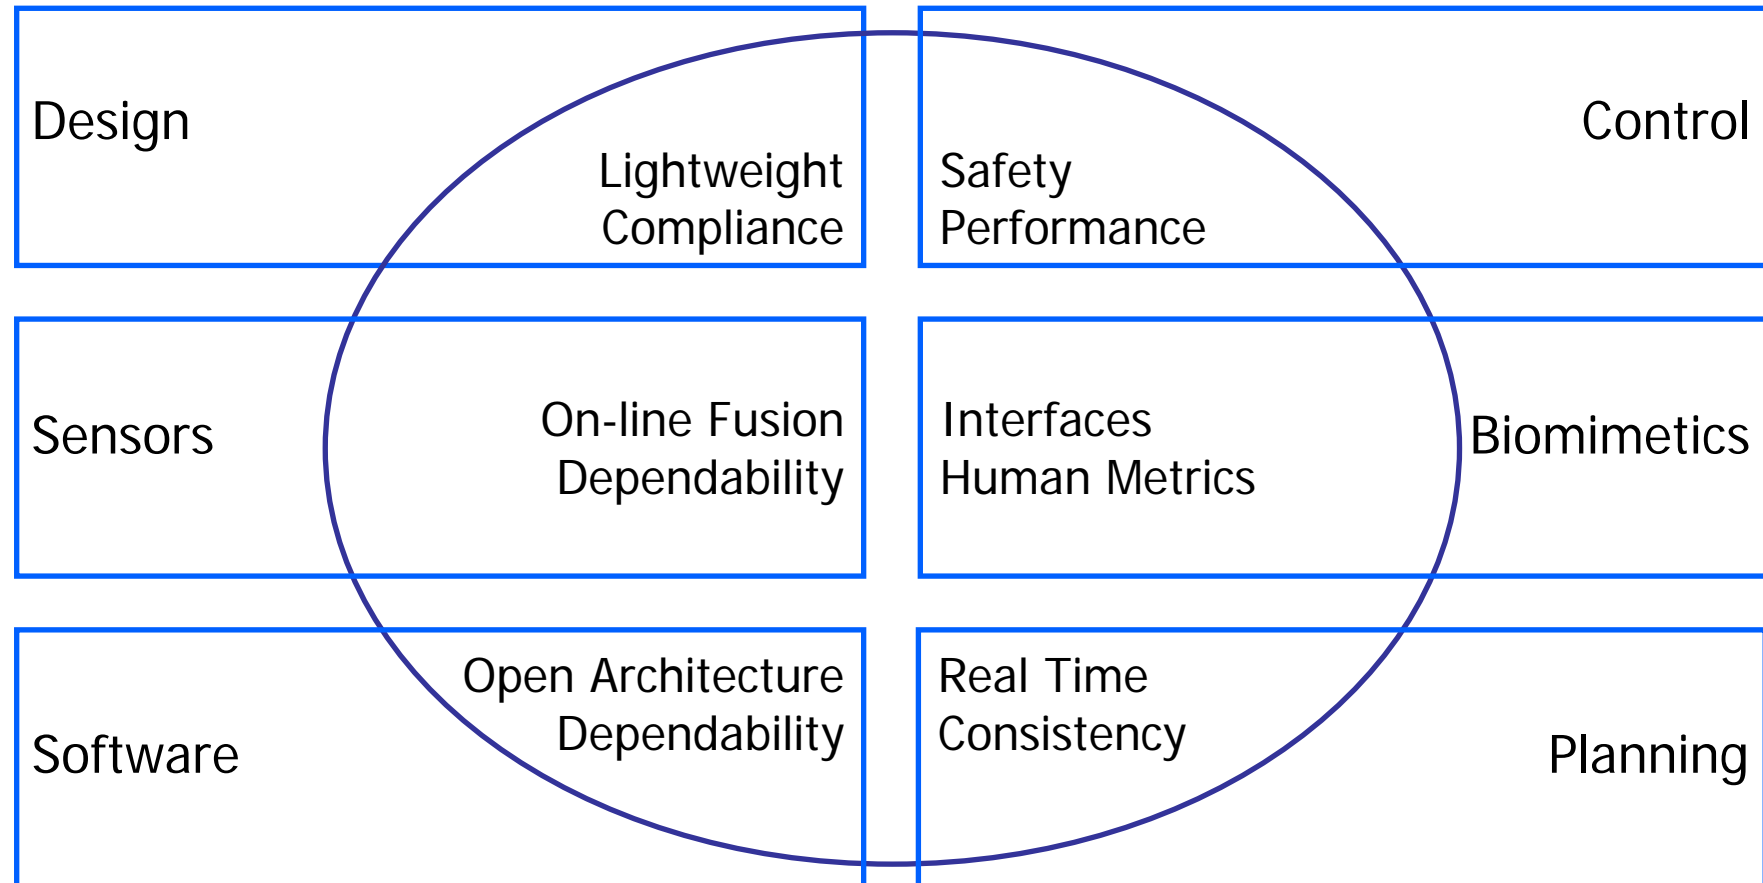 Design
Lightweight
Compliance
Safety
Performance
Control
Sensors
On-line Fusion
Dependability
Interfaces
Human Metrics
Biomimetics
Software
Open Architecture
Dependability
Real Time
Consistency
Planning